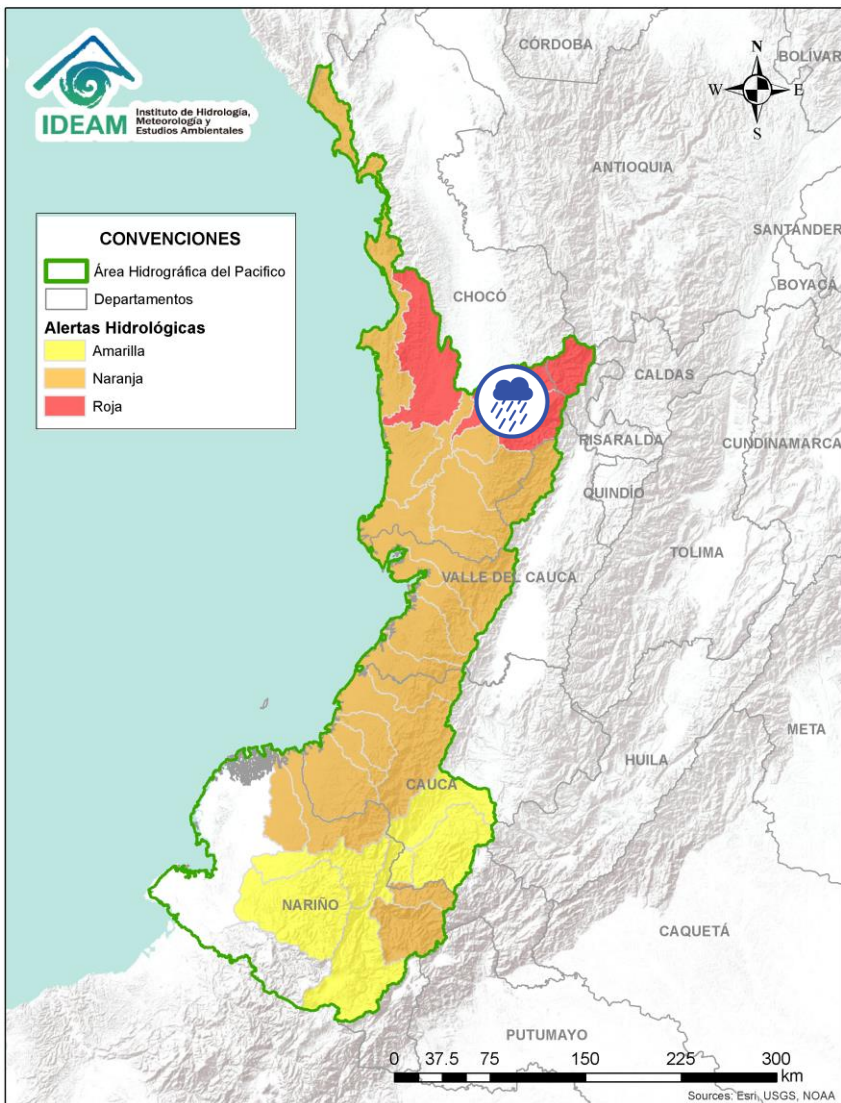 IDEAM
Instituto de Hidrología,
Meteorología y
Estudios Ambientales
CÓRDOBA
BOLÍVAR
N
W
E
S
ANTIOQUIA
SANTANDER
BOYACÁ
CONVENCIONES
Área Hidrográfica del Pacifico
Departamentos
Alertas Hidrológicas
Amarilla
Naranja
Roja
CHOCÓ
CALDAS
RISARALDA
CUNDINAMARCA
QUINDÍO
TOLIMA
VALLE DEL CAUCA
META
HUILA
CAUCA
NARIÑO
CAQUETÁ
PUTUMAYO
0 37.5 75 150 225 300
km
Sources: Esri, USGS, NOAA